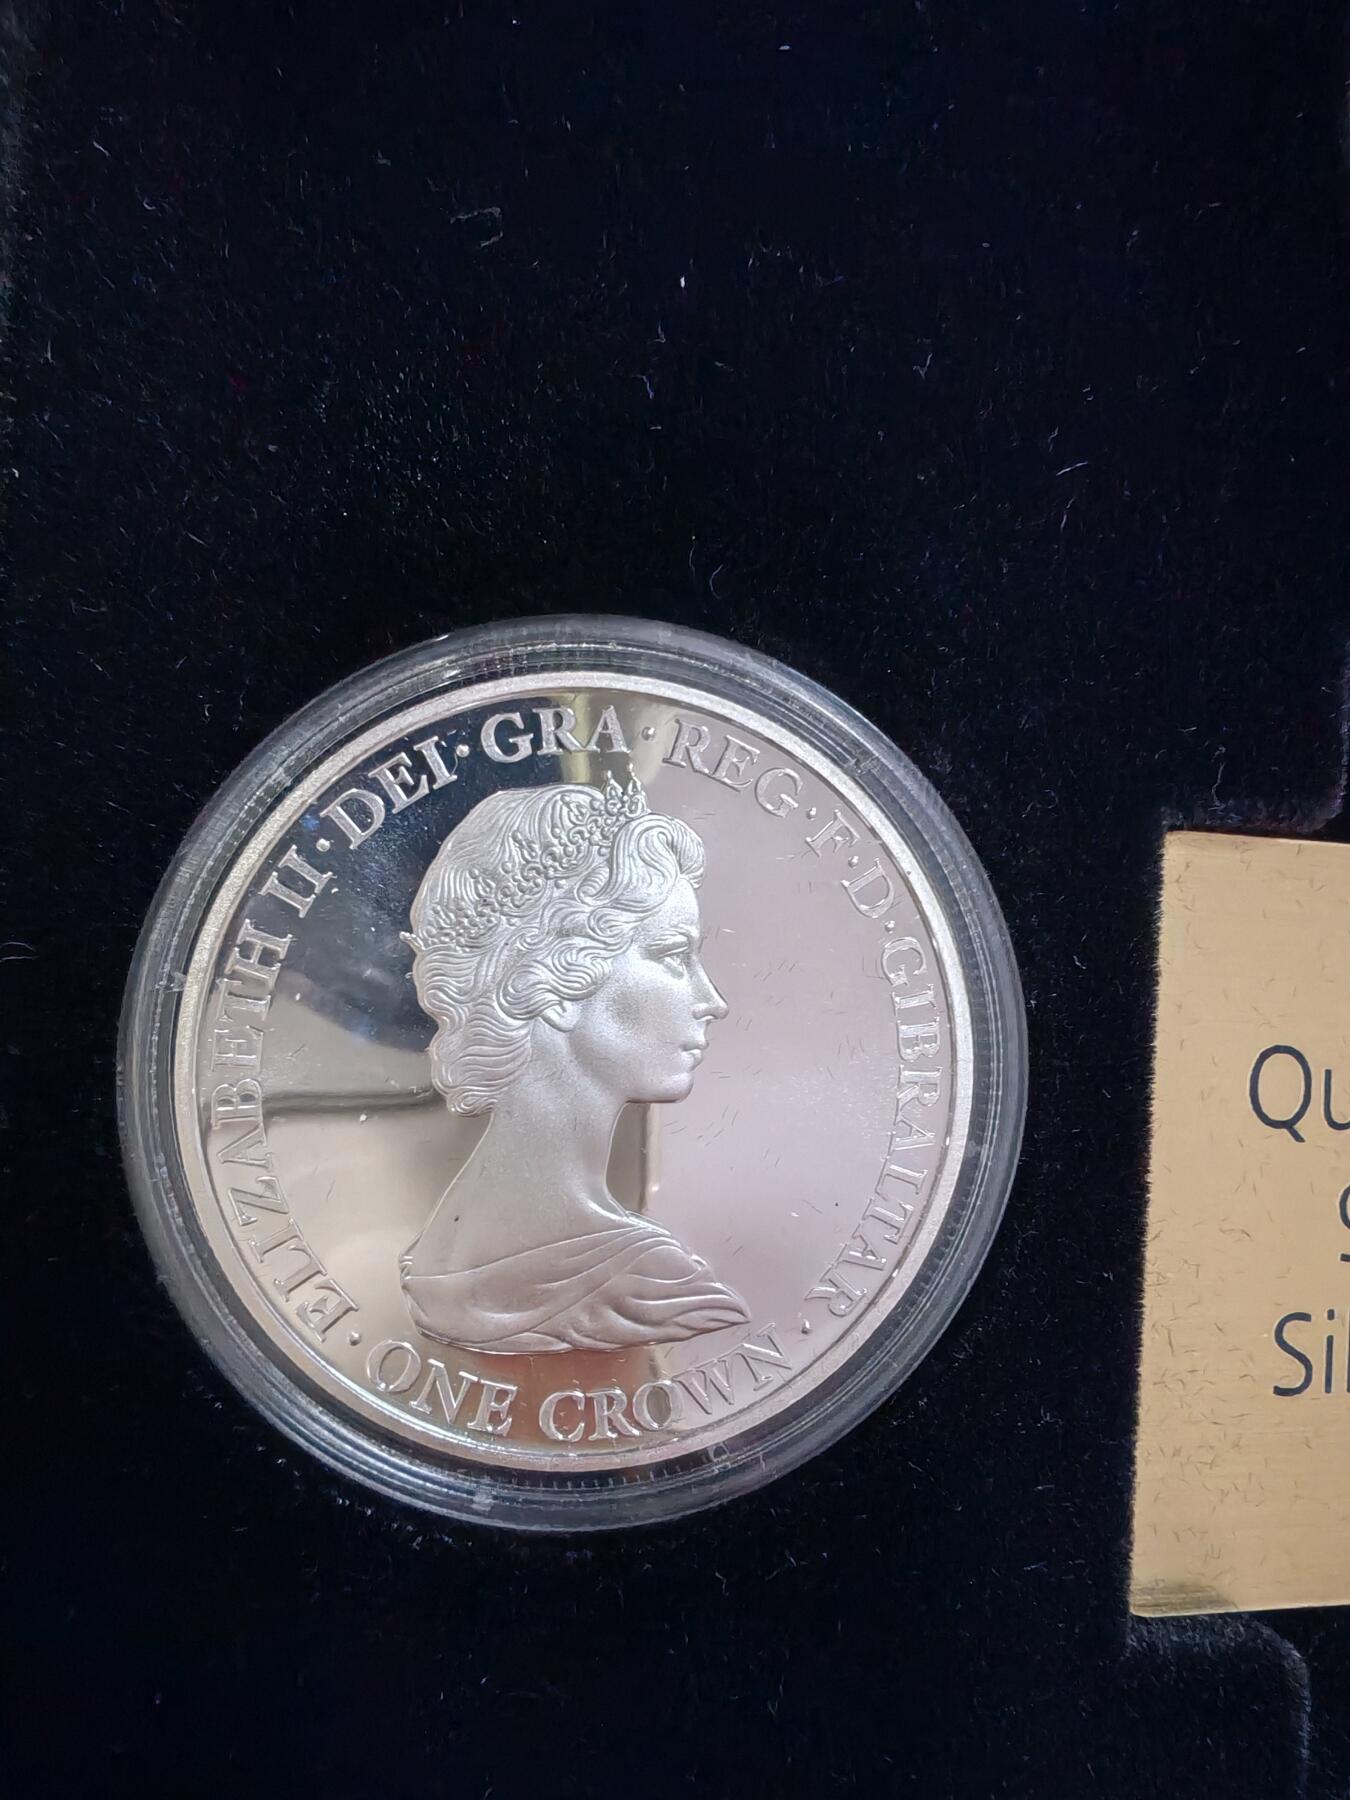 ELIZABETH II · DEI · GRA · REG · F · D · GIBRALTAR ·
ONE CROWN ·